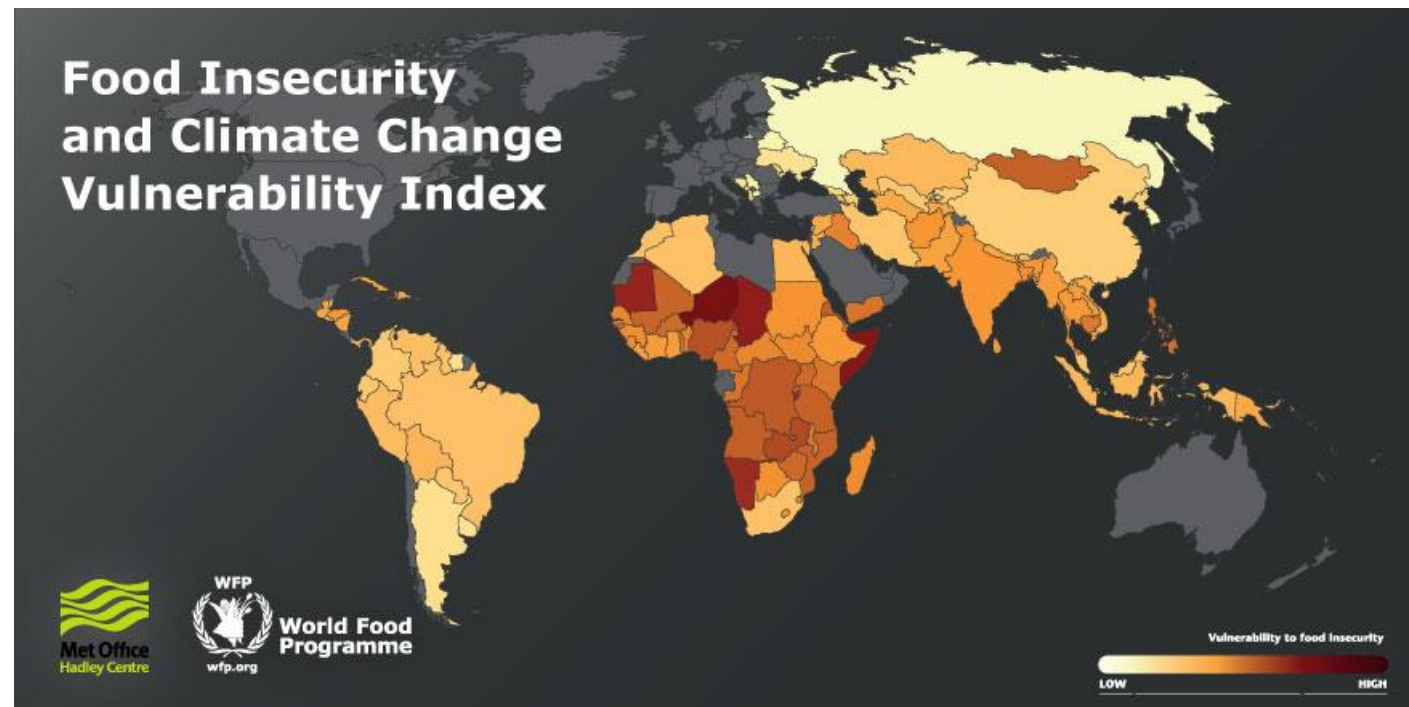 Food Insecurity
and Climate Change
Vulnerability Index
Met Office
Hadley Centre
WFP
wfp.org
World Food
Programme
Vulnerability to food insecurity
LOW
HIGH